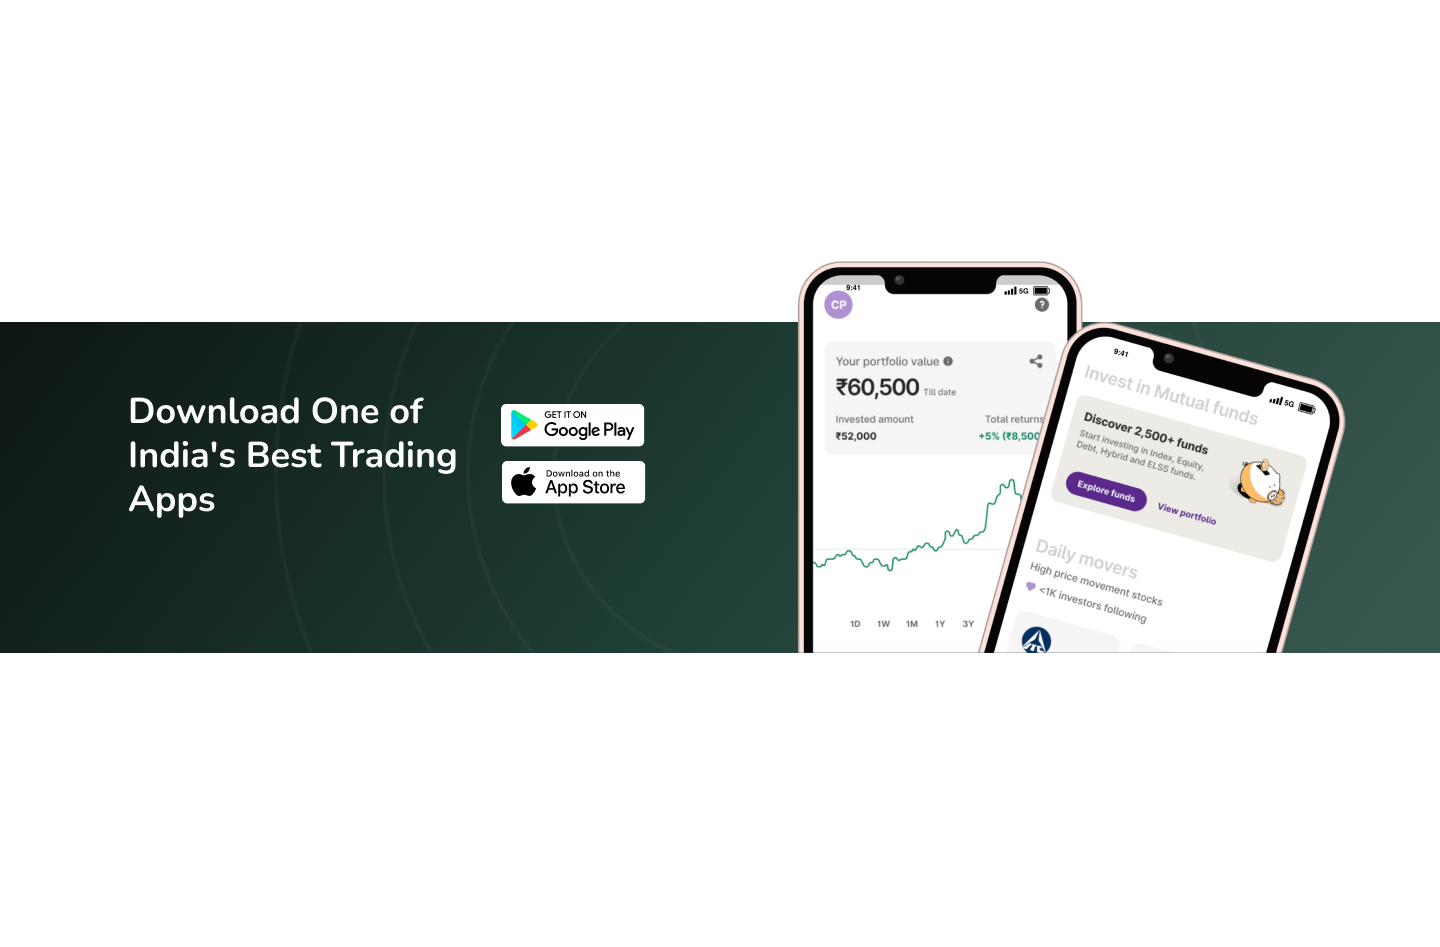 Download One of
India's Best Trading
Apps
GET IT ON
Google Play
Download on the
App Store
9:41
5G
CP
?
Your portfolio value
₹60,500 Till date
Invested amount
Total returns
₹52,000
+5% (₹8,500
1D 1W 1M 1Y 3Y
9:41
5G
Invest in Mutual funds
Discover 2,500+ funds
Start investing in Index, Equity,
Debt, Hybrid and ELSS funds.
Explore funds
View portfolio
Daily movers
High price movement stocks
<1K investors following